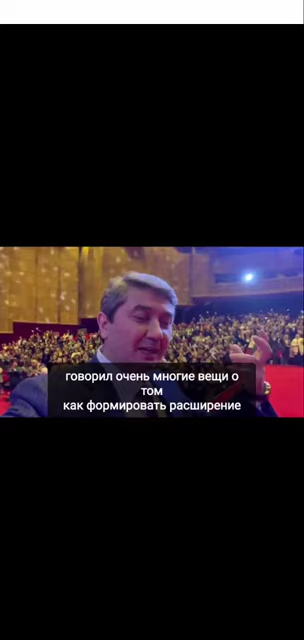 говорил очень многие вещи о
том
как формировать расширение